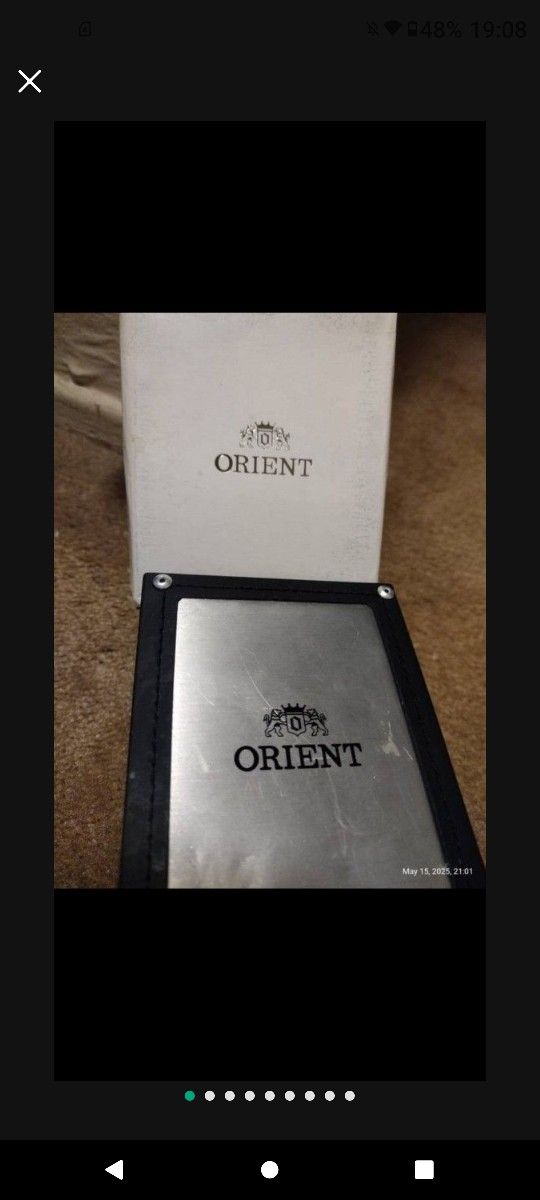 48% 19:08
ORIENT
ORIENT
May 15, 2025, 21:01